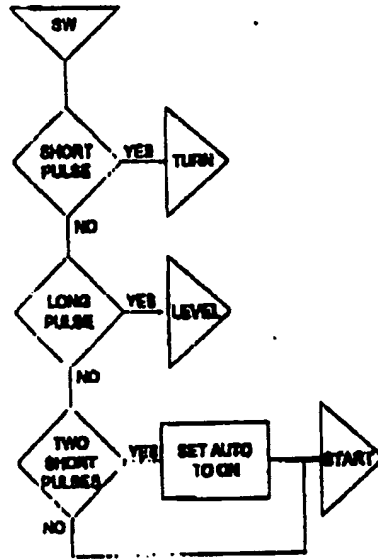 SW
SHORT
PULSE
YES
TURN
NO
LONG
PULSE
YES
LEVEL
NO
TWO
SHORT
PULSES
YES
SET AUTO
TO ON
START
NO